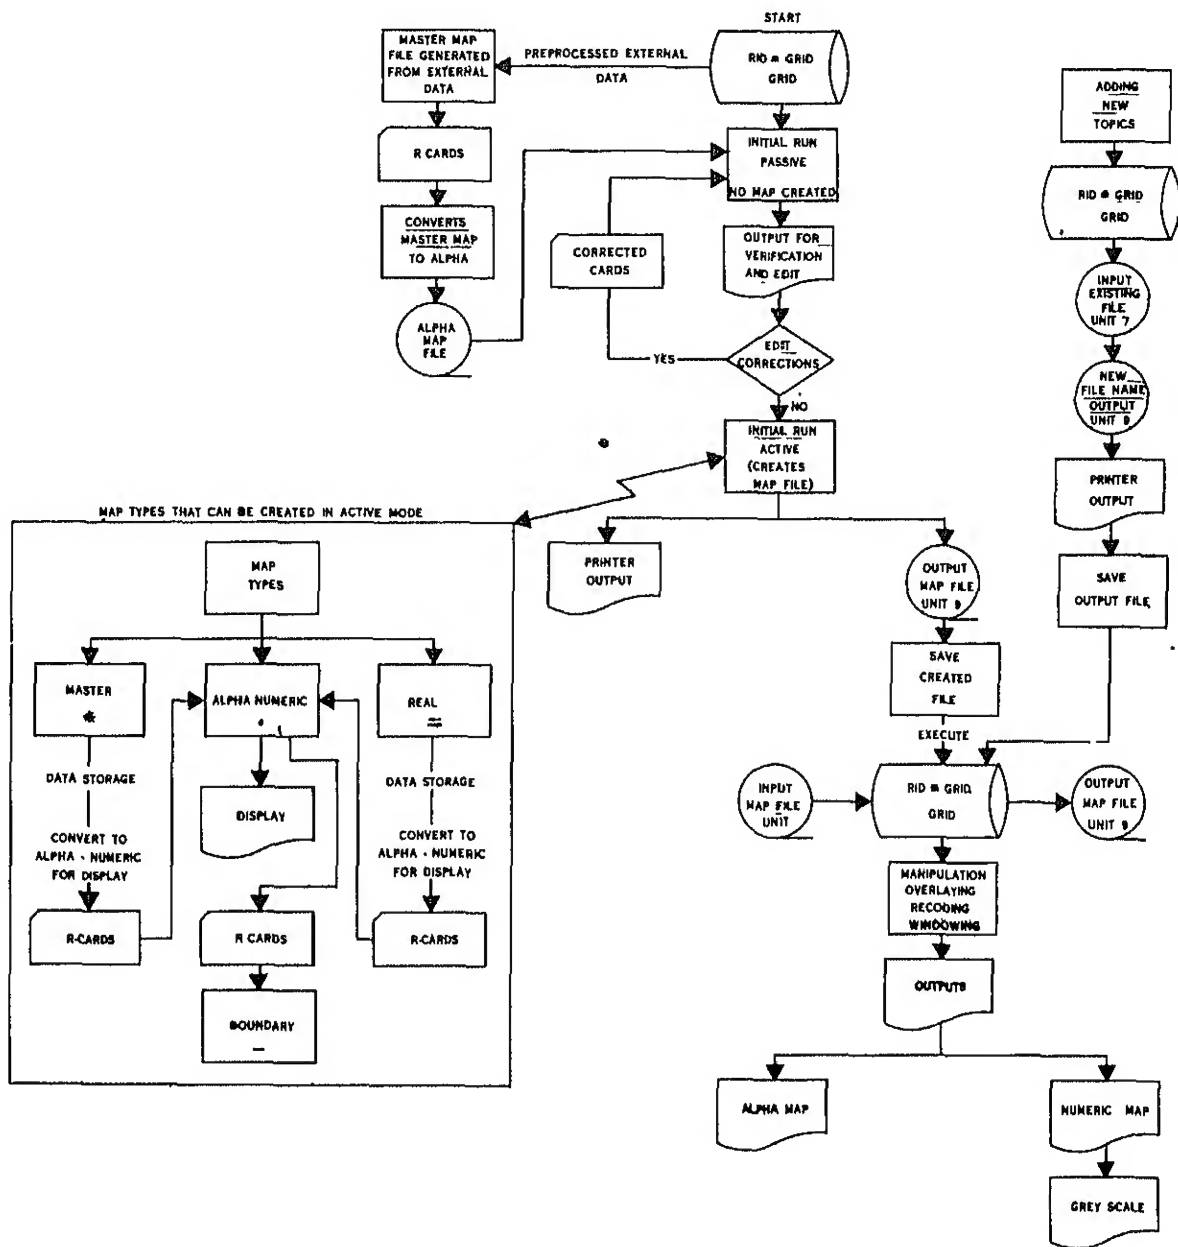 START
MASTER MAP
FILE GENERATED
FROM EXTERNAL
DATA
PREPROCESSED EXTERNAL
DATA
RID * GRID
GRID
R CARDS
CONVERTS
MASTER MAP
TO ALPHA
ALPHA
MAP
FILE
INITIAL RUN
PASSIVE
NO MAP CREATED
CORRECTED
CARDS
OUTPUT FOR
VERIFICATION
AND EDIT
YES
EDIT
CORRECTIONS
NO
INITIAL RUN
ACTIVE
(CREATES
MAP FILE)
ADDING
NEW
TOPICS
RID * GRID
GRID
INPUT
EXISTING
FILE
UNIT 7
NEW
FILE NAME
OUTPUT
UNIT 9
PRINTER
OUTPUT
SAVE
OUTPUT FILE
MAP TYPES THAT CAN BE CREATED IN ACTIVE MODE
MAP
TYPES
MASTER
*
ALPHA NUMERIC
REAL
=
DATA STORAGE
CONVERT TO
ALPHA - NUMERIC
FOR DISPLAY
R-CARDS
DISPLAY
R CARDS
BOUNDARY
–
DATA STORAGE
CONVERT TO
ALPHA - NUMERIC
FOR DISPLAY
R-CARDS
PRINTER
OUTPUT
OUTPUT
MAP FILE
UNIT 9
SAVE
CREATED
FILE
EXECUTE
INPUT
MAP FILE
UNIT
RID * GRID
GRID
OUTPUT
MAP FILE
UNIT 9
MANIPULATION
OVERLAYING
RECODING
WINDOWING
OUTPUTS
ALPHA MAP
NUMERIC MAP
GREY SCALE